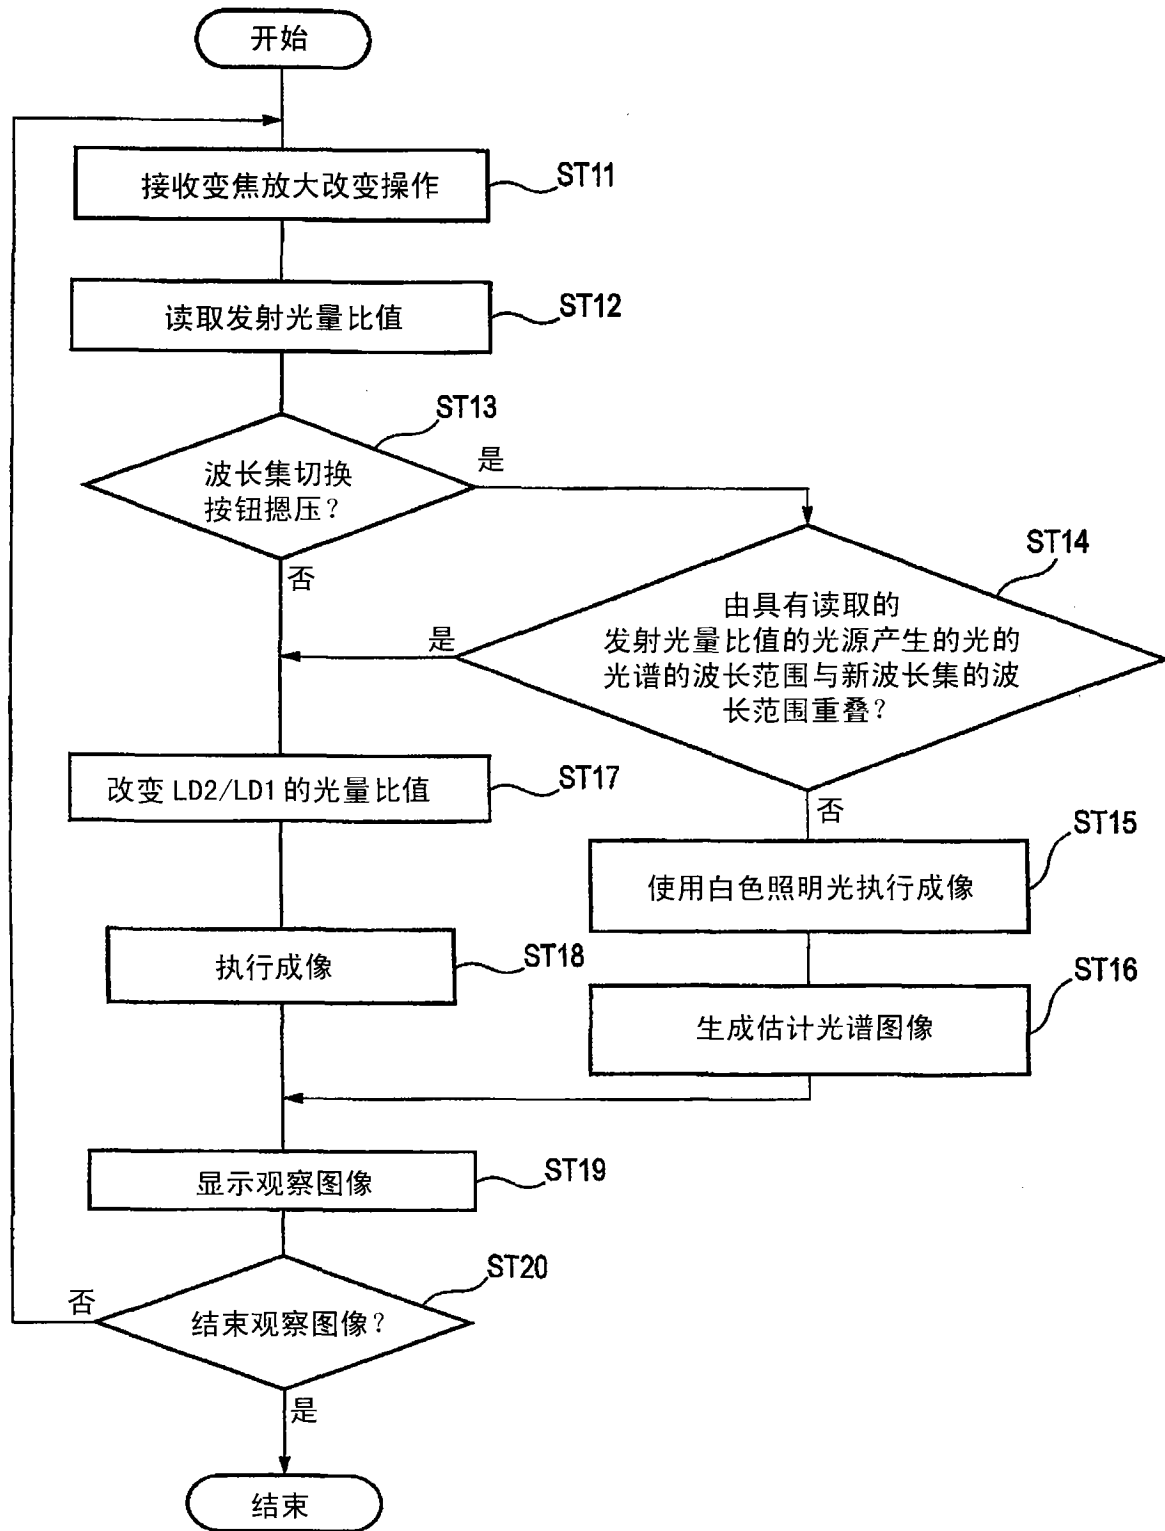 开始
接收变焦放大改变操作
ST11
读取发射光量比值
ST12
ST13
波长集切换
按钮摁压？
是
否
ST14
由具有读取的
发射光量比值的光源产生的光的
光谱的波长范围与新波长集的波
长范围重叠？
是
否
改变 LD2/LD1 的光量比值
ST17
使用白色照明光执行成像
ST15
执行成像
ST18
生成估计光谱图像
ST16
显示观察图像
ST19
ST20
结束观察图像？
否
是
结束